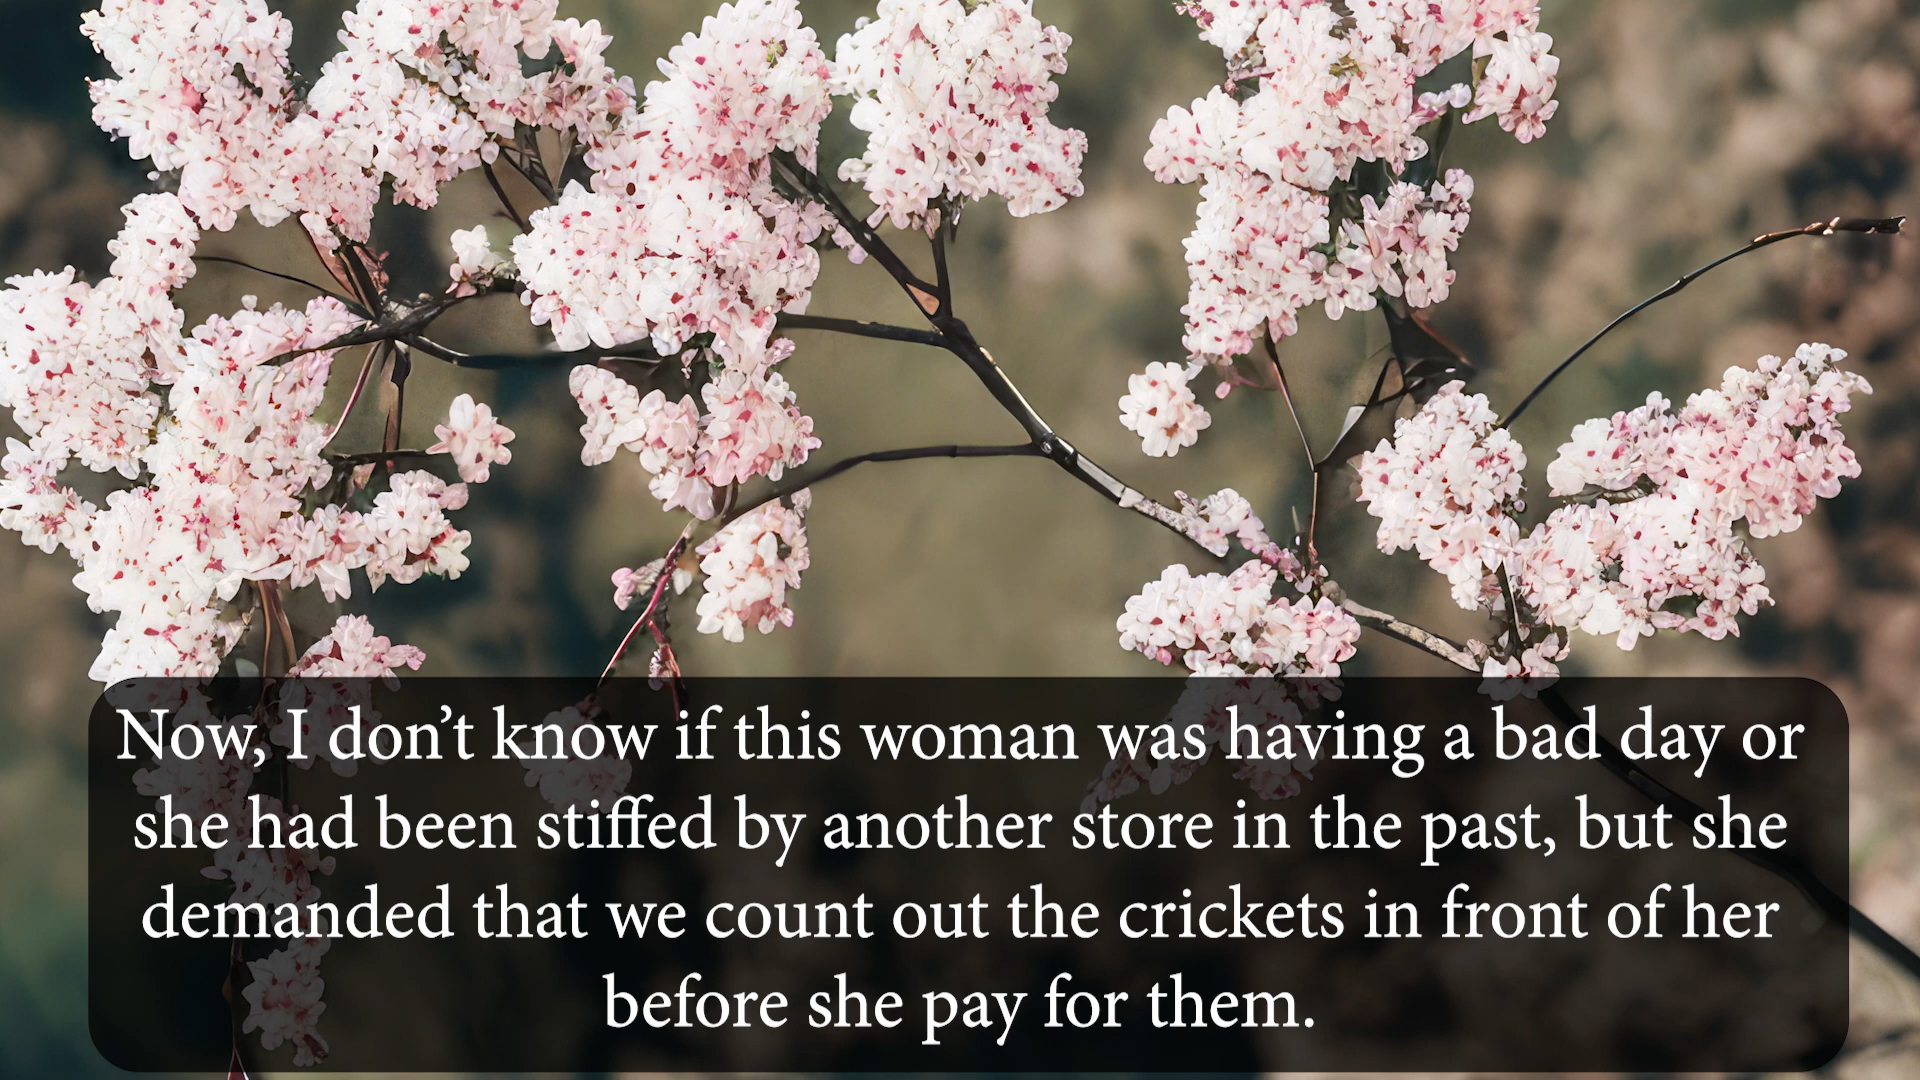 Now, I don’t know if this woman was having a bad day or
she had been stiffed by another store in the past, but she
demanded that we count out the crickets in front of her
before she pay for them.